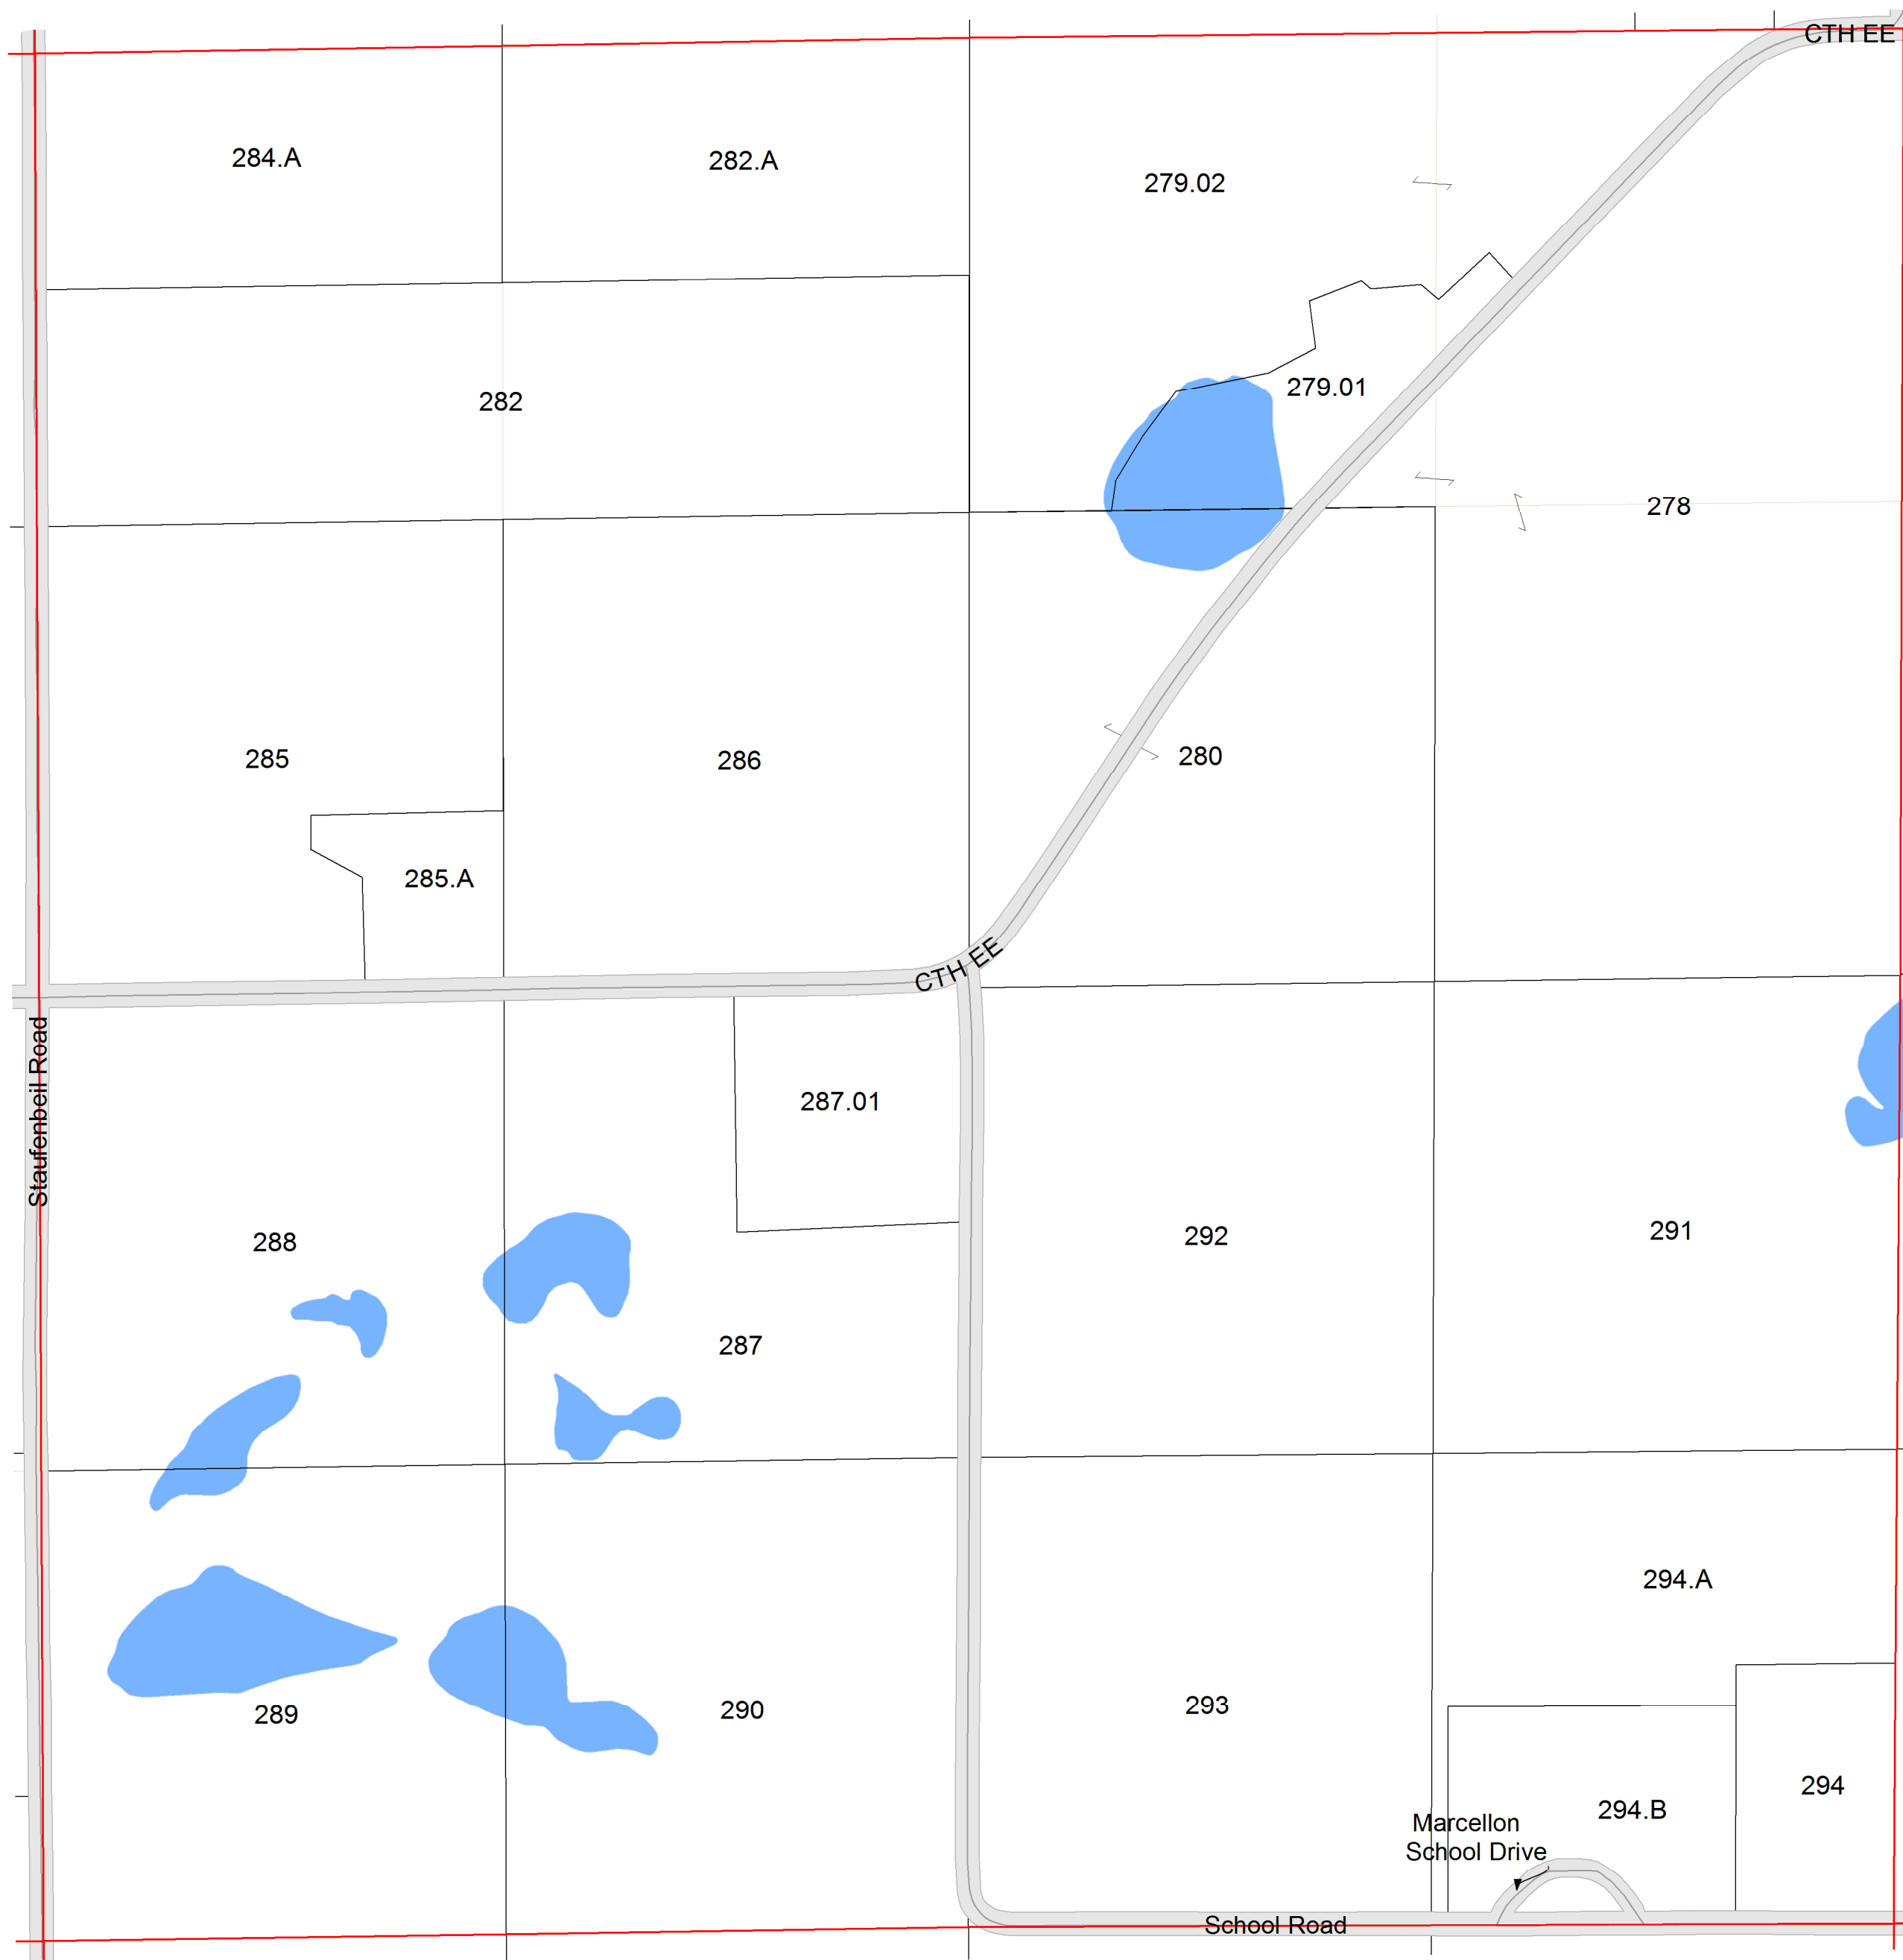 CTH EE
284.A
282.A
279.02
279.01
282
278
285
286
280
285.A
CTH EE
Staufenbeil Road
287.01
288
292
291
287
294.A
289
290
293
294
294.B
Marcellon
School Drive
School Road